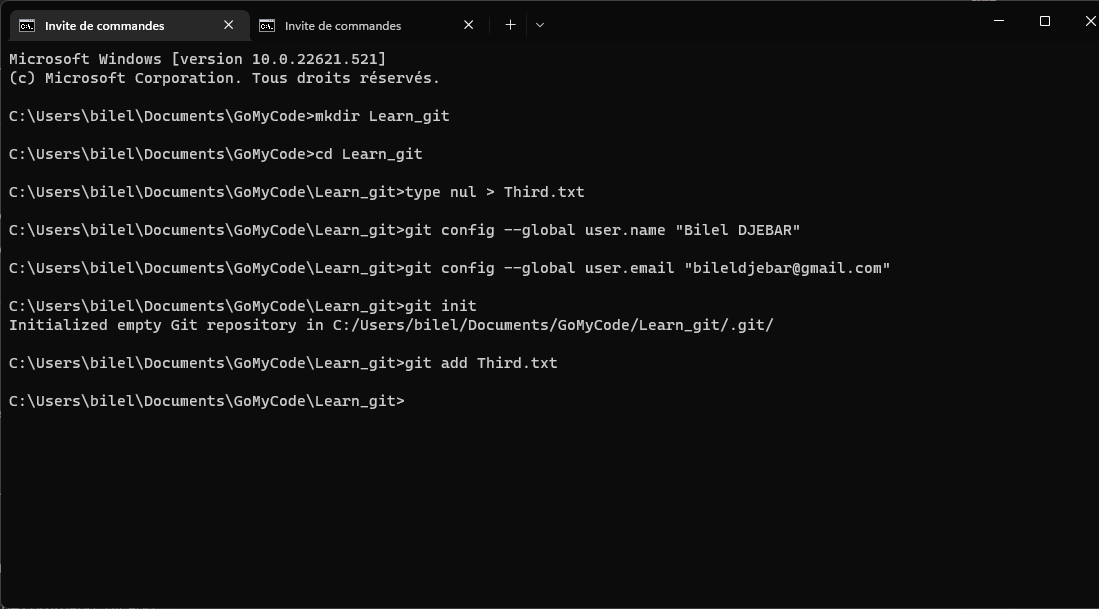 Invite de commandes
Invite de commandes
Microsoft Windows [version 10.0.22621.521]
(c) Microsoft Corporation. Tous droits réservés.
C:\Users\bilel\Documents\GoMyCode>mkdir Learn_git
C:\Users\bilel\Documents\GoMyCode>cd Learn_git
C:\Users\bilel\Documents\GoMyCode\Learn_git>type nul > Third.txt
C:\Users\bilel\Documents\GoMyCode\Learn_git>git config --global user.name "Bilel DJEBAR"
C:\Users\bilel\Documents\GoMyCode\Learn_git>git config --global user.email "bileldjebar@gmail.com"
C:\Users\bilel\Documents\GoMyCode\Learn_git>git init
Initialized empty Git repository in C:/Users/bilel/Documents/GoMyCode/Learn_git/.git/
C:\Users\bilel\Documents\GoMyCode\Learn_git>git add Third.txt
C:\Users\bilel\Documents\GoMyCode\Learn_git>